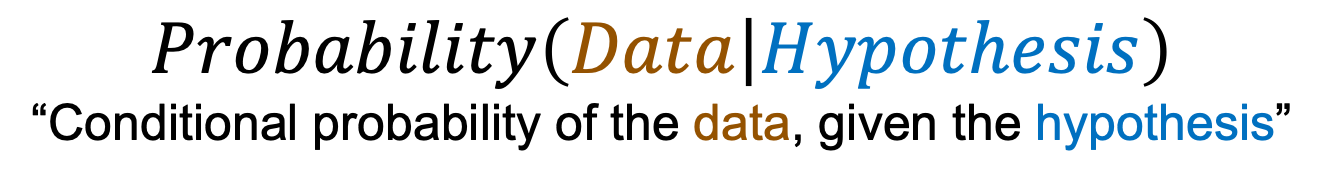 Probability(Data|Hypothesis)
“Conditional probability of the data, given the hypothesis”